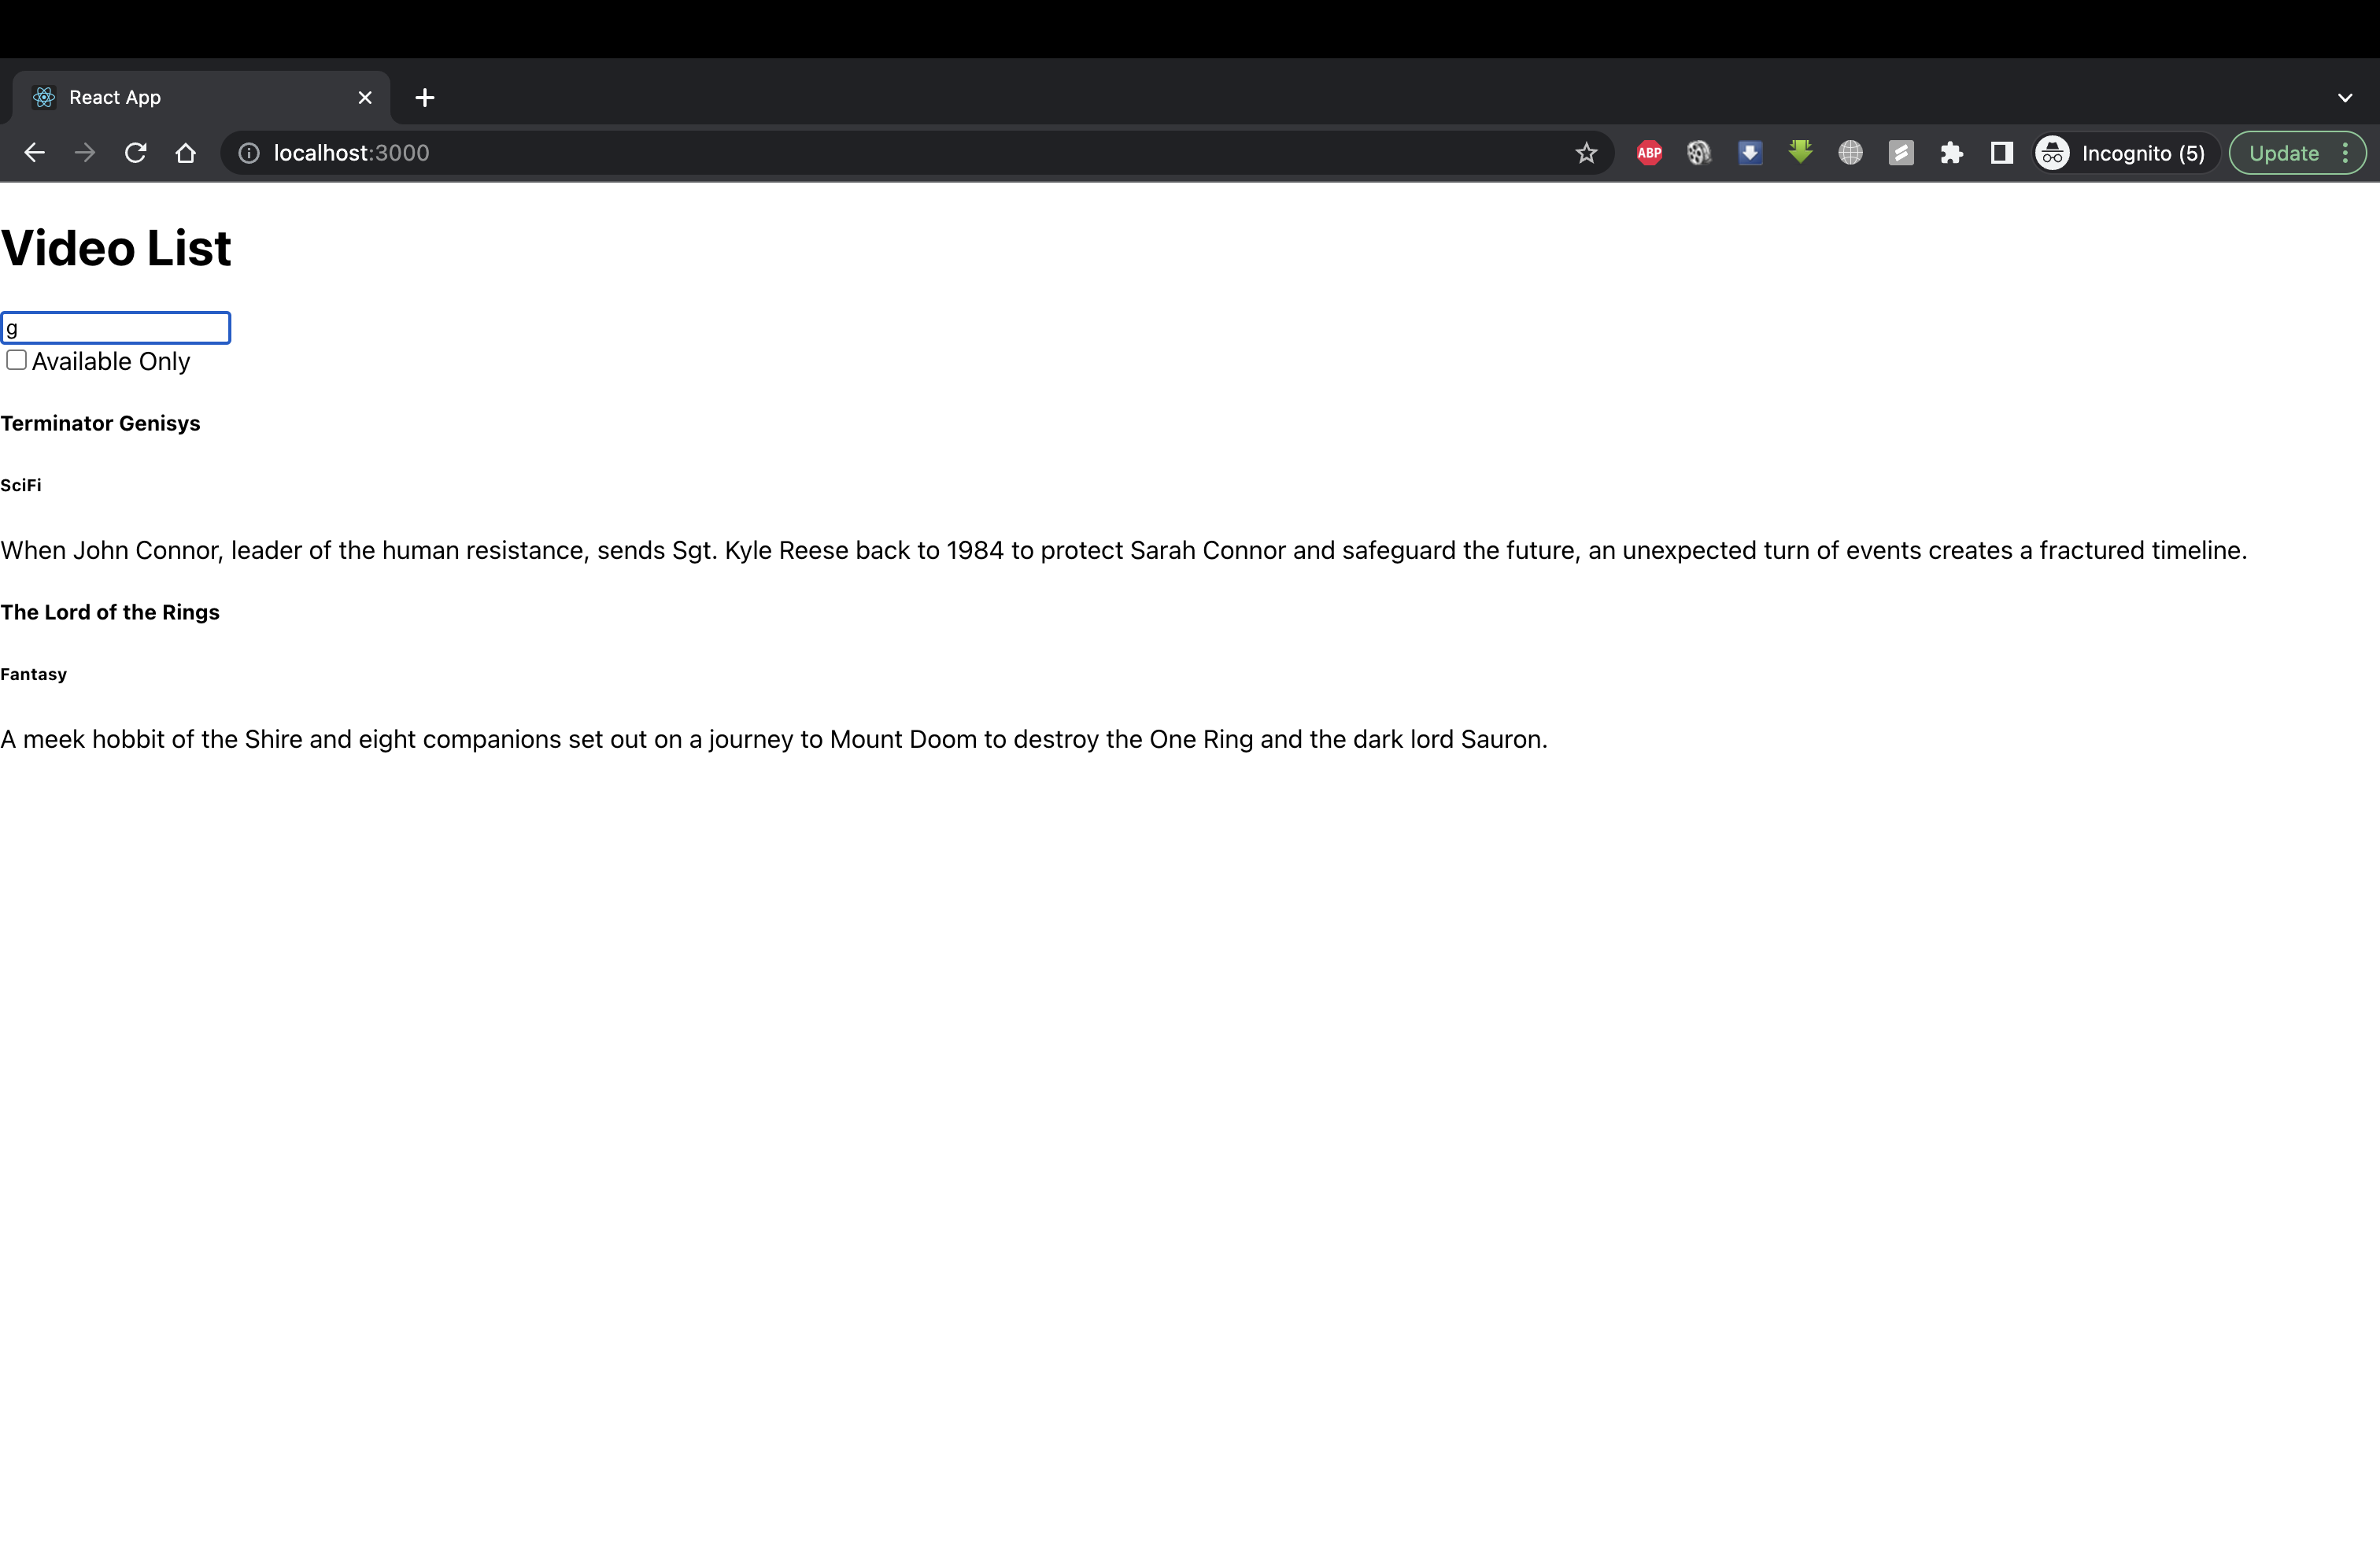 React App
localhost:3000
ABP
Incognito (5)
Update
Video List
g
Available Only
Terminator Genisys
SciFi
When John Connor, leader of the human resistance, sends Sgt. Kyle Reese back to 1984 to protect Sarah Connor and safeguard the future, an unexpected turn of events creates a fractured timeline.
The Lord of the Rings
Fantasy
A meek hobbit of the Shire and eight companions set out on a journey to Mount Doom to destroy the One Ring and the dark lord Sauron.